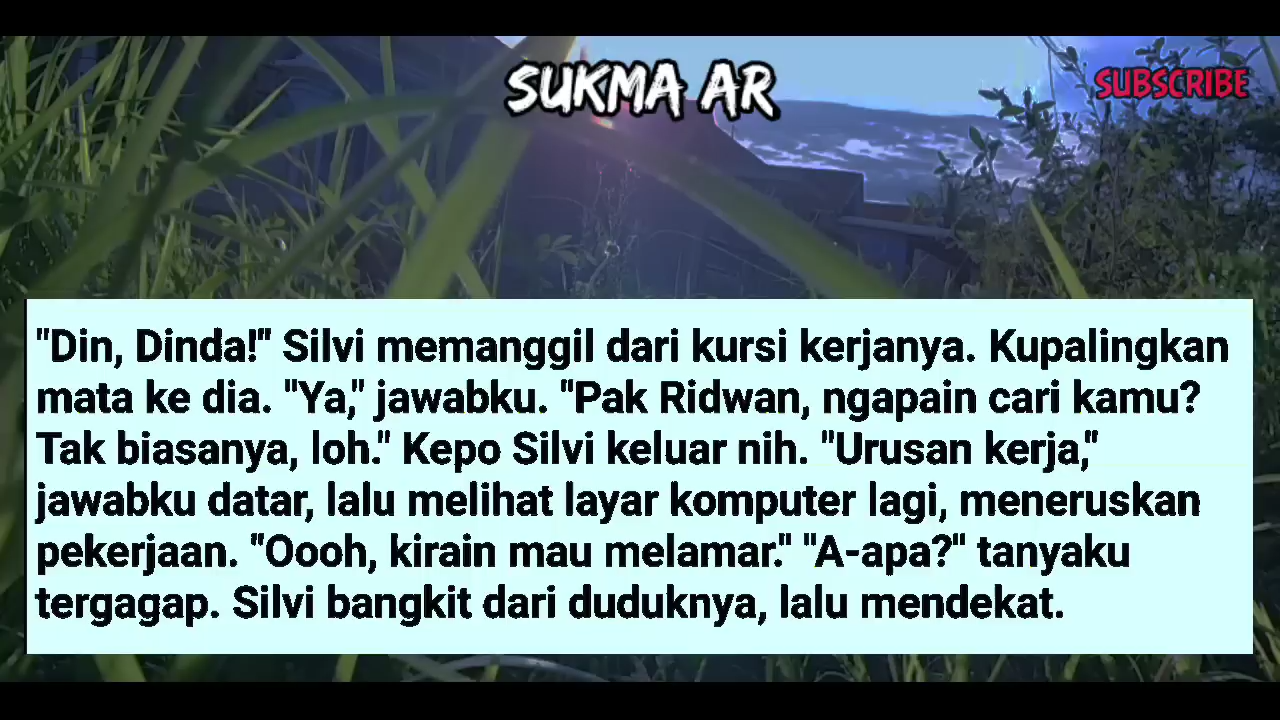 SUKMA AR
SUBSCRIBE
"Din, Dinda!" Silvi memanggil dari kursi kerjanya. Kupalingkan
mata ke dia. "Ya," jawabku. "Pak Ridwan, ngapain cari kamu?
Tak biasanya, loh." Kepo Silvi keluar nih. "Urusan kerja,"
jawabku datar, lalu melihat layar komputer lagi, meneruskan
pekerjaan. "Oooh, kirain mau melamar." "A-apa?" tanyaku
tergagap. Silvi bangkit dari duduknya, lalu mendekat.